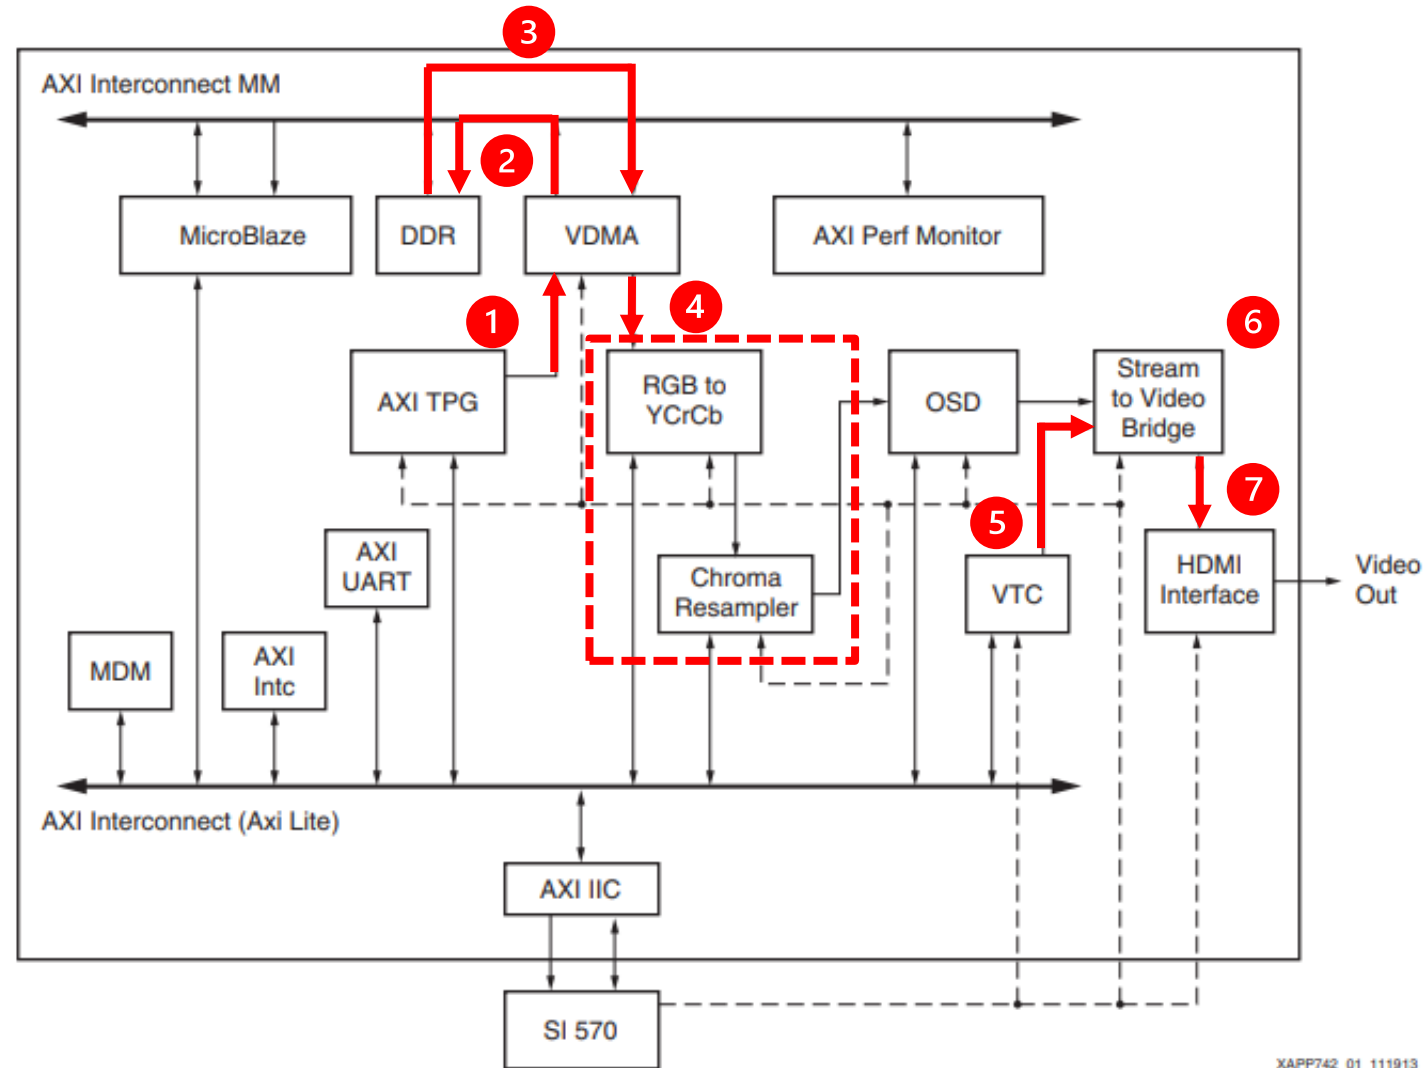 3
AXI Interconnect MM
2
MicroBlaze
DDR
VDMA
AXI Perf Monitor
1
4
6
AXI TPG
RGB to
YCrCb
OSD
Stream
to Video
Bridge
7
5
AXI
UART
Chroma
Resampler
VTC
HDMI
Interface
Video
Out
MDM
AXI
Intc
AXI Interconnect (Axi Lite)
AXI IIC
SI 570
XAPP742_01_111913